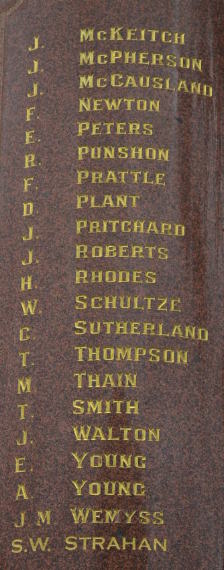 J. McKEITCH
J. McPHERSON
J. McCAUSLAND
F. NEWTON
E. PETERS
R. PUNSHON
F. PRATTLE
D. PLANT
J. PRITCHARD
J. ROBERTS
H. RHODES
W. SCHULTZE
C. SUTHERLAND
T. THOMPSON
M THAIN
T. SMITH
J. WALTON
E. YOUNG
A. YOUNG
J M WEMYSS
S.W. STRAHAN